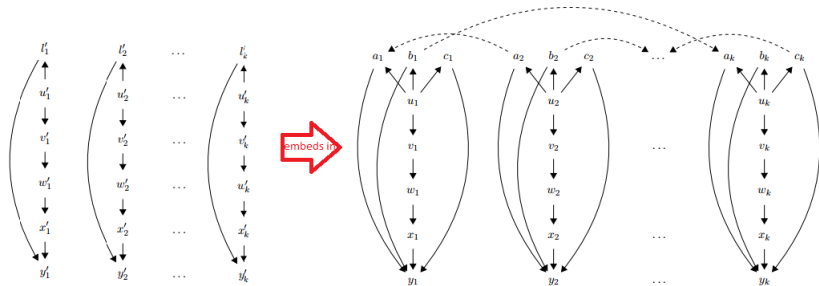 l′₁ l′₂ … l′ₖ
u′₁ u′₂ … u′ₖ
v′₁ v′₂ … v′ₖ
w′₁ w′₂ … u′ₖ
x′₁ x′₂ … x′ₖ
y′₁ y′₂ … y′ₖ
embeds in
a₁ b₁ c₁ a₂ b₂ c₂ … aₖ bₖ cₖ
u₁ u₂ uₖ
v₁ v₂ … vₖ
w₁ w₂ wₖ
x₁ x₂ … xₖ
y₁ y₂ … yₖ